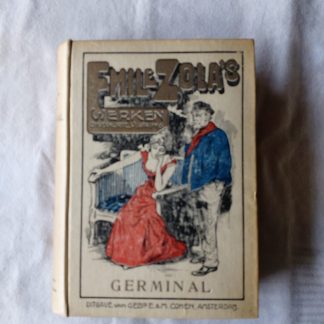 EMILE ZOLA'S
WERKEN
GERMINAL
UITGAVE VAN GEBR. E. & M. COHEN, AMSTERDAM.